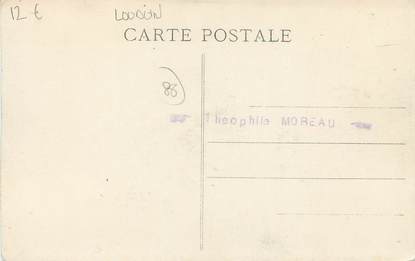 12 €
LOUDUN
CARTE POSTALE
86
Théophile MOREAU